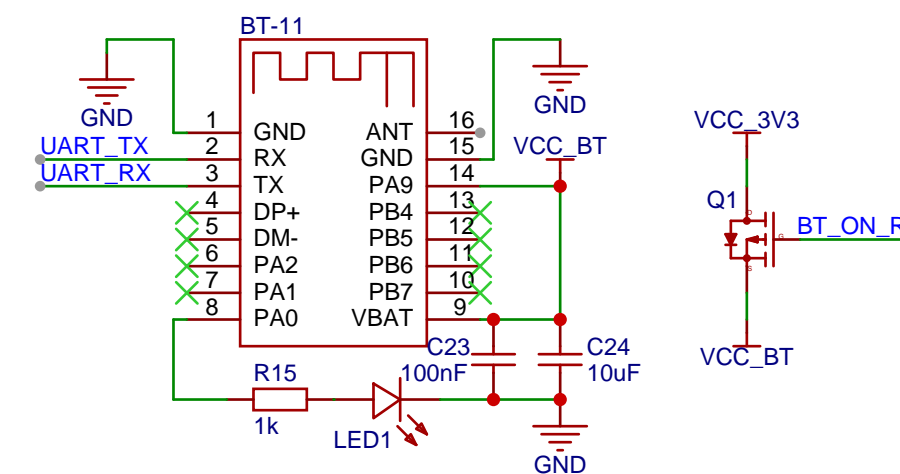 BT-11
GND
GND
VCC_3V3
1 GND ANT 16
UART_TX 2 RX GND 15 VCC_BT
UART_RX 3 TX PA9 14
4 DP+ PB4 13
Q1
5 DM- PB5 12
G BT_ON_R
6 PA2 PB6 11
S
7 PA1 PB7 10
8 PA0 VBAT 9
C23
100nF
C24
10uF
VCC_BT
R15
1k
LED1
GND